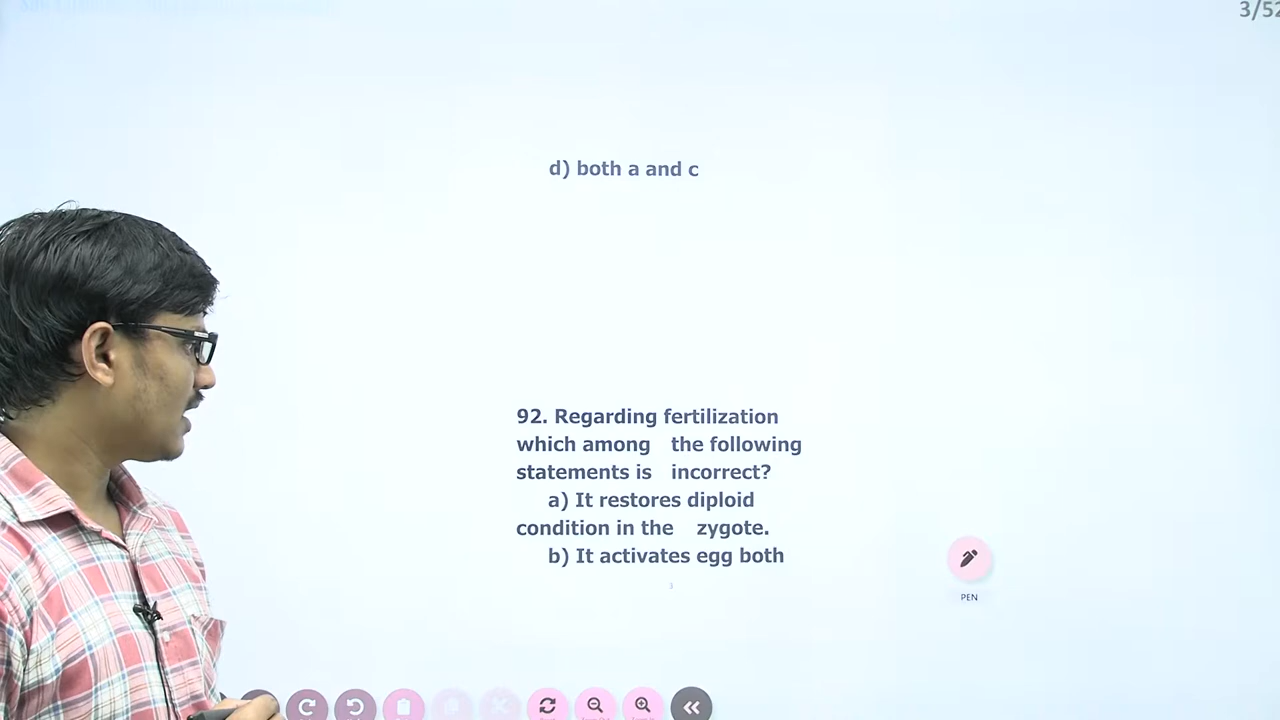 3/52
d) both a and c
92. Regarding fertilization
which among the following
statements is incorrect?
a) It restores diploid
condition in the zygote.
b) It activates egg both
3
PEN